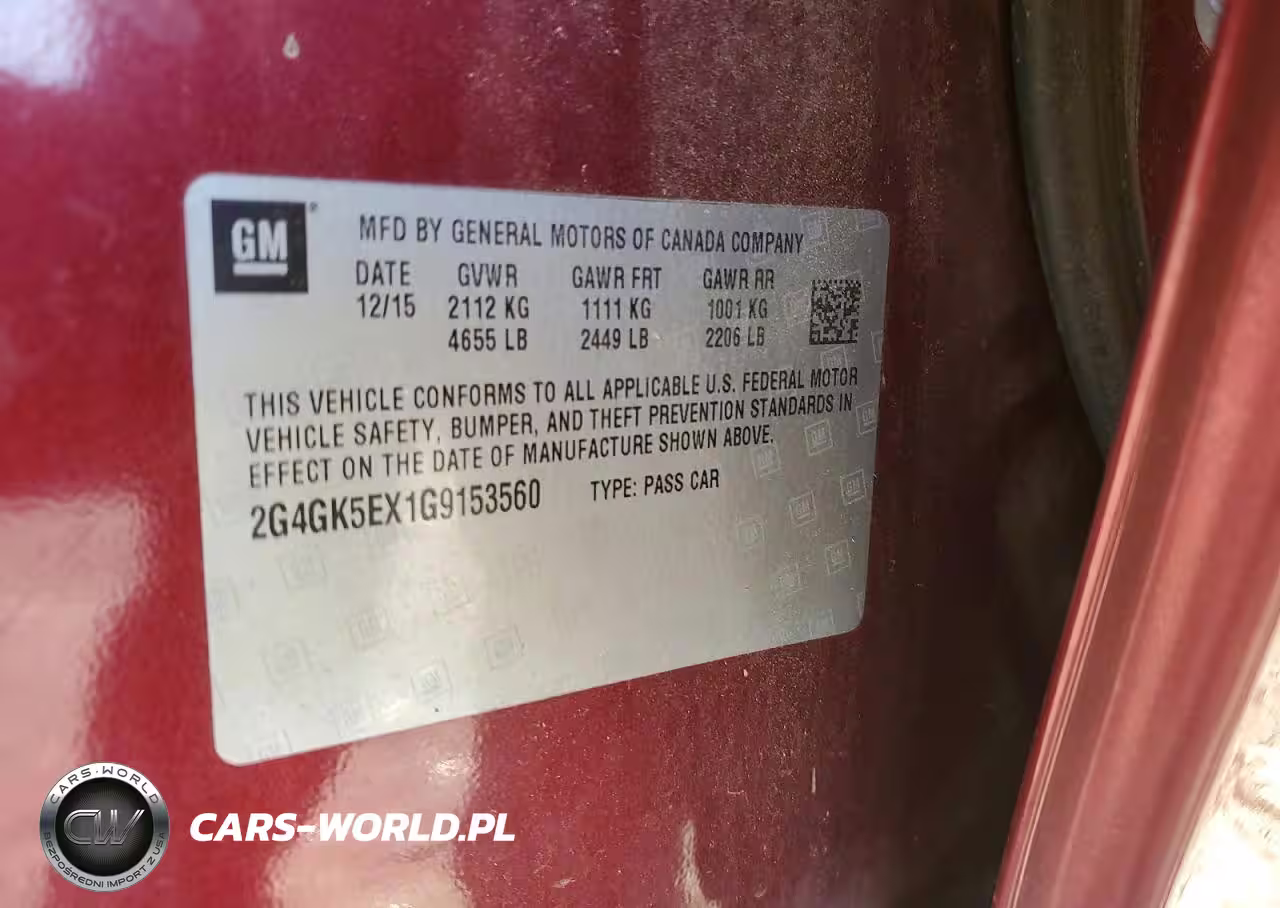 GM
MFD BY GENERAL MOTORS OF CANADA COMPANY
DATE GVWR GAWR FRT GAWR RR
12/15 2112 KG 1111 KG 1001 KG
4655 LB 2449 LB 2206 LB
THIS VEHICLE CONFORMS TO ALL APPLICABLE U.S. FEDERAL MOTOR
VEHICLE SAFETY, BUMPER, AND THEFT PREVENTION STANDARDS IN
EFFECT ON THE DATE OF MANUFACTURE SHOWN ABOVE.
2G4GK5EX1G9153560 TYPE: PASS CAR
CARS-WORLD
CW
BEZPOŚREDNI IMPORT Z USA
CARS-WORLD.PL